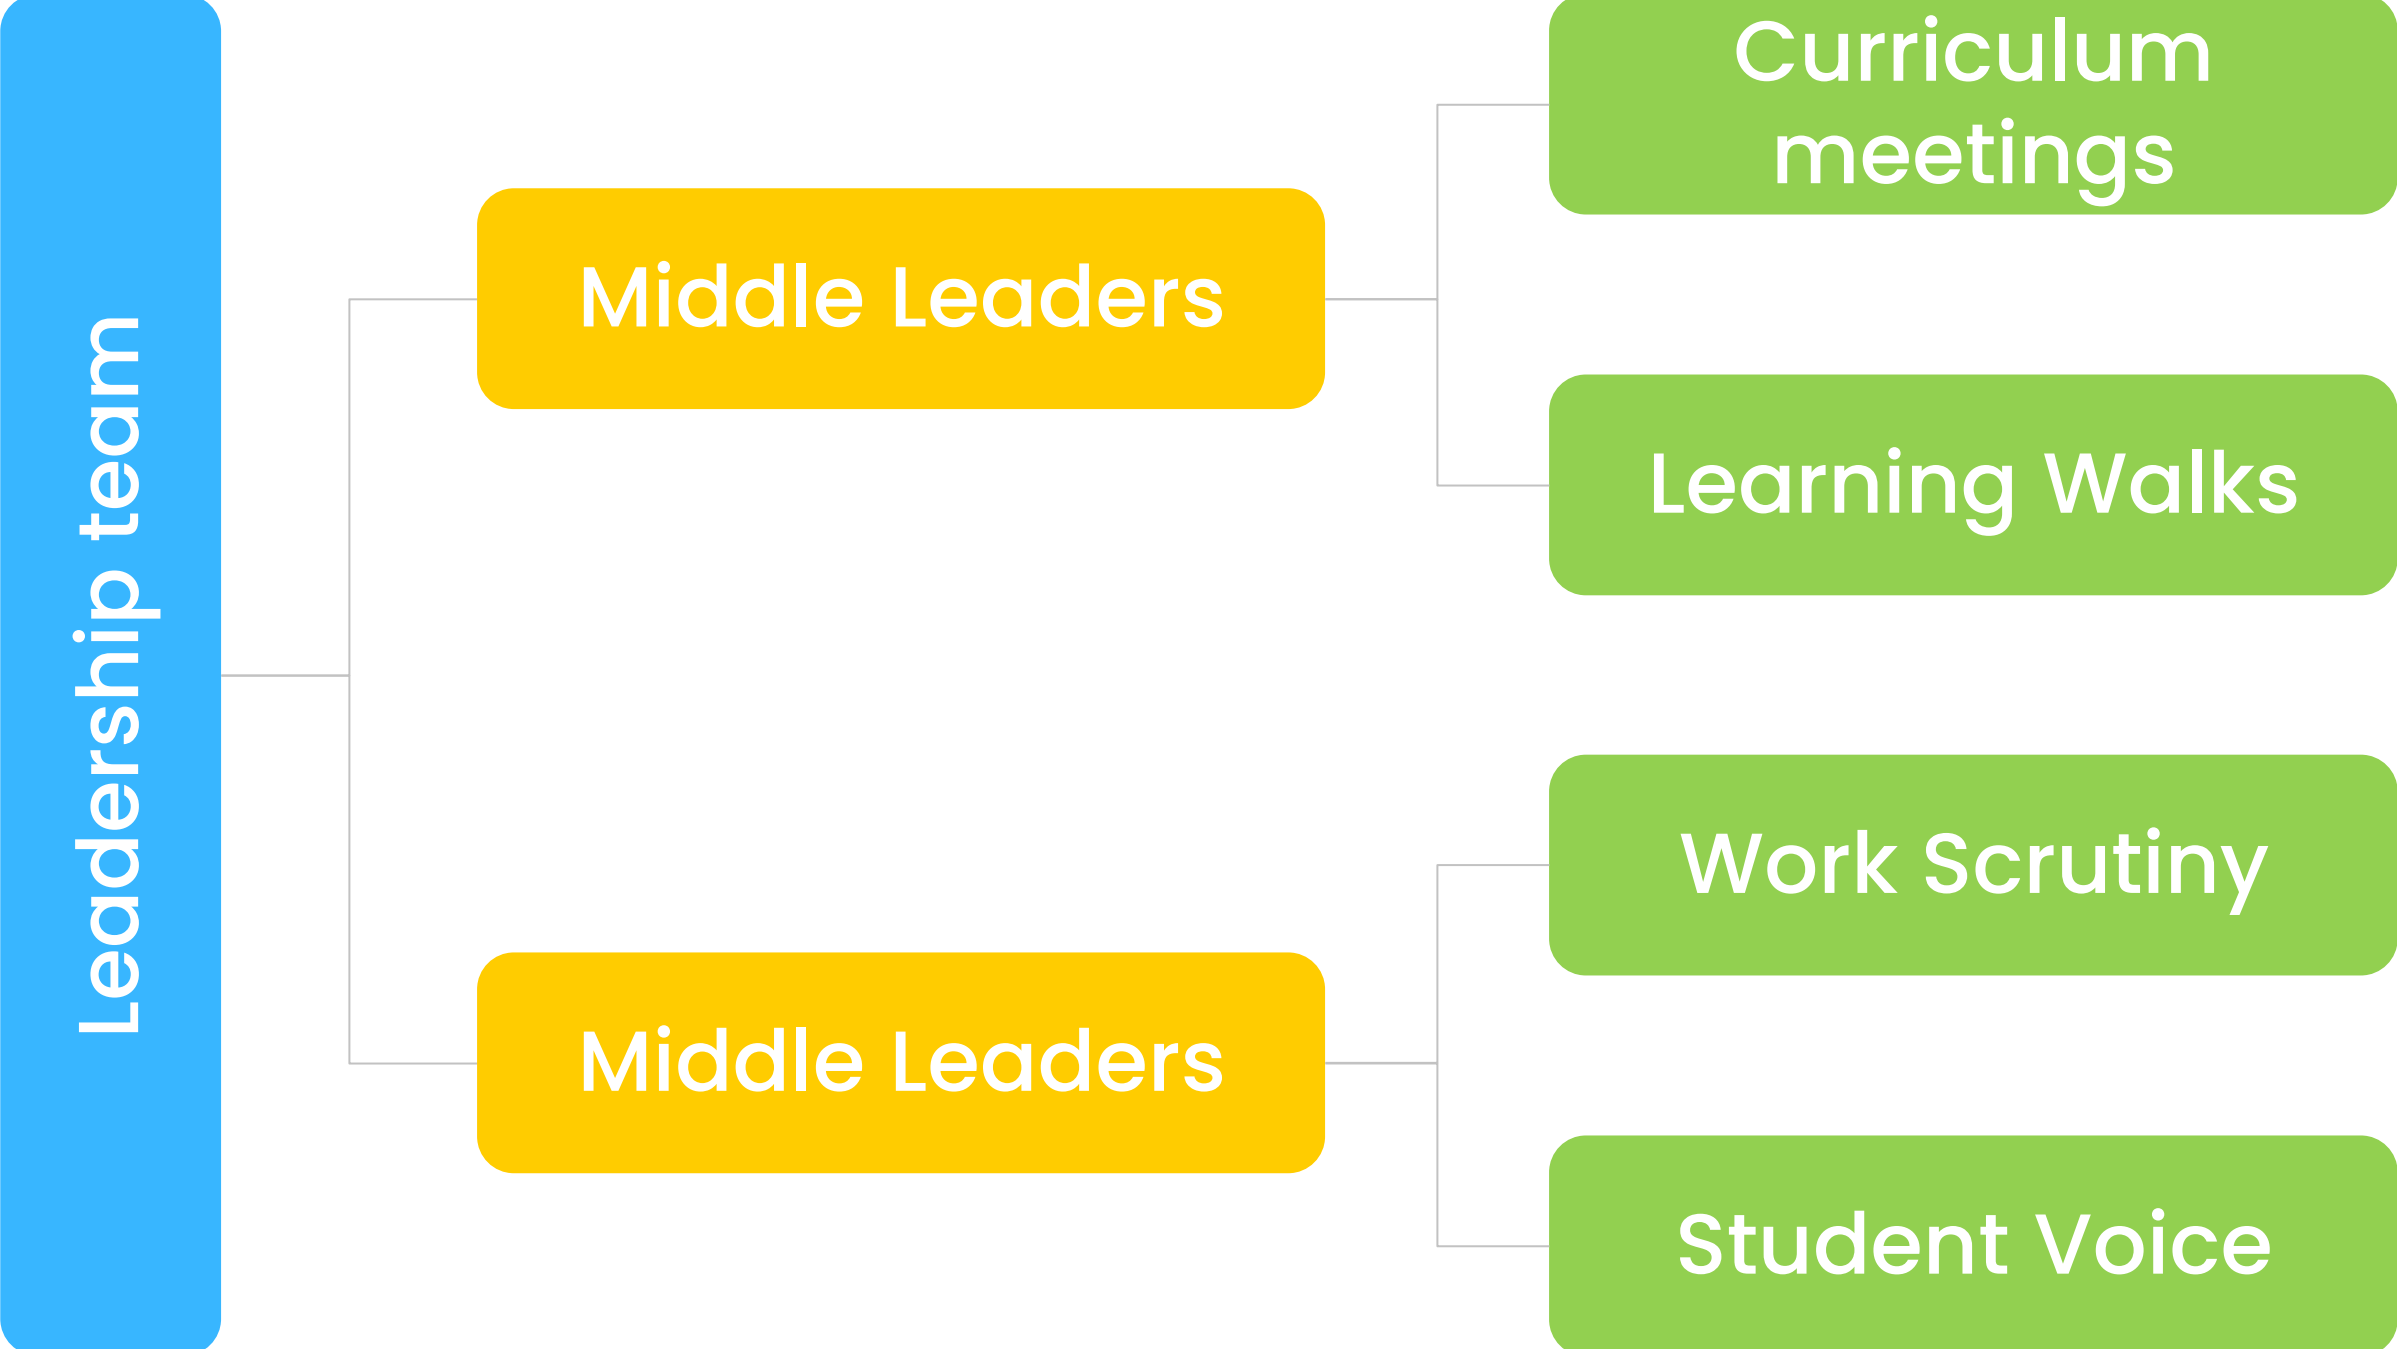 Leadership team
Middle Leaders
Curriculum
meetings
Learning Walks
Middle Leaders
Work Scrutiny
Student Voice